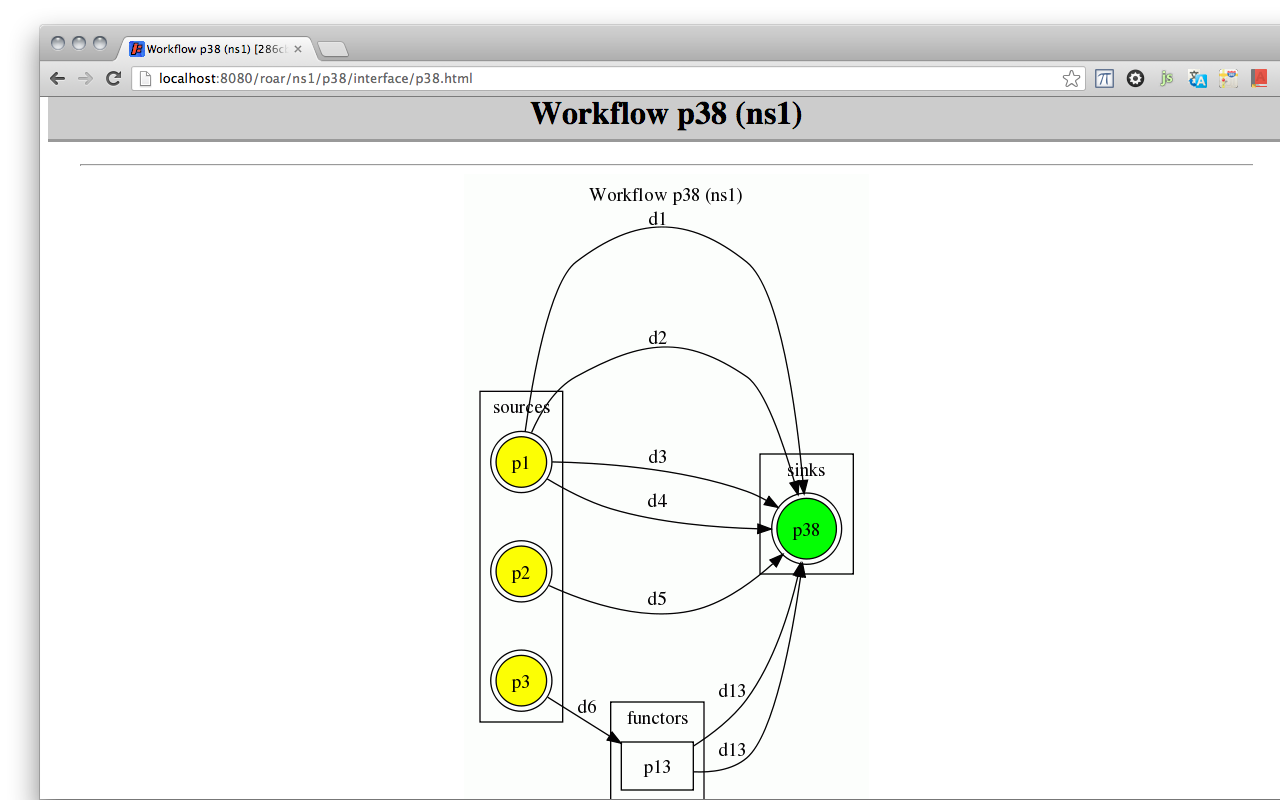 Workflow p38 (ns1) [286c
localhost:8080/roar/ns1/p38/interface/p38.html
js
Workflow p38 (ns1)
Workflow p38 (ns1)
d1
d2
sources
p1
d3
d4
sinks
p38
p2
d5
p3
d6
functors
d13
d13
p13